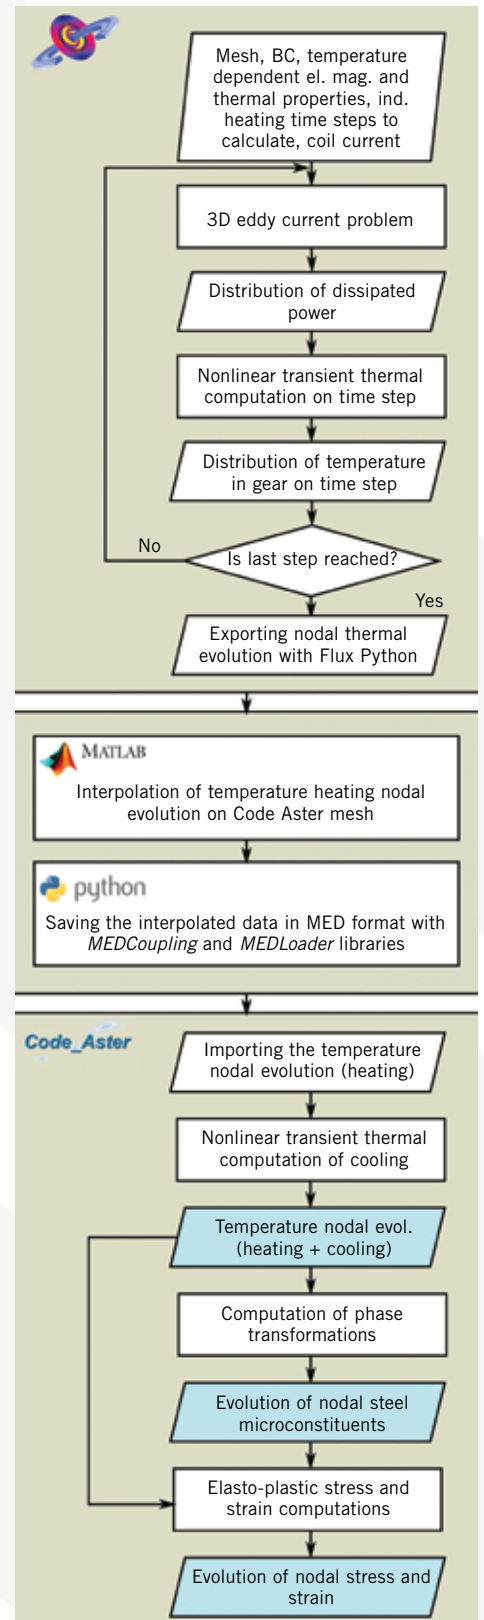 Mesh, BC, temperature
dependent el. mag. and
thermal properties, ind.
heating time steps to
calculate, coil current
3D eddy current problem
Distribution of dissipated
power
Nonlinear transient thermal
computation on time step
Distribution of temperature
in gear on time step
No
Is last step reached?
Yes
Exporting nodal thermal
evolution with Flux Python
MATLAB
Interpolation of temperature heating nodal
evolution on Code Aster mesh
python
Saving the interpolated data in MED format with
MEDCoupling and MEDLoader libraries
Code_Aster
Importing the temperature
nodal evolution (heating)
Nonlinear transient thermal
computation of cooling
Temperature nodal evol.
(heating + cooling)
Computation of phase
transformations
Evolution of nodal steel
microconstituents
Elasto-plastic stress and
strain computations
Evolution of nodal stress and
strain